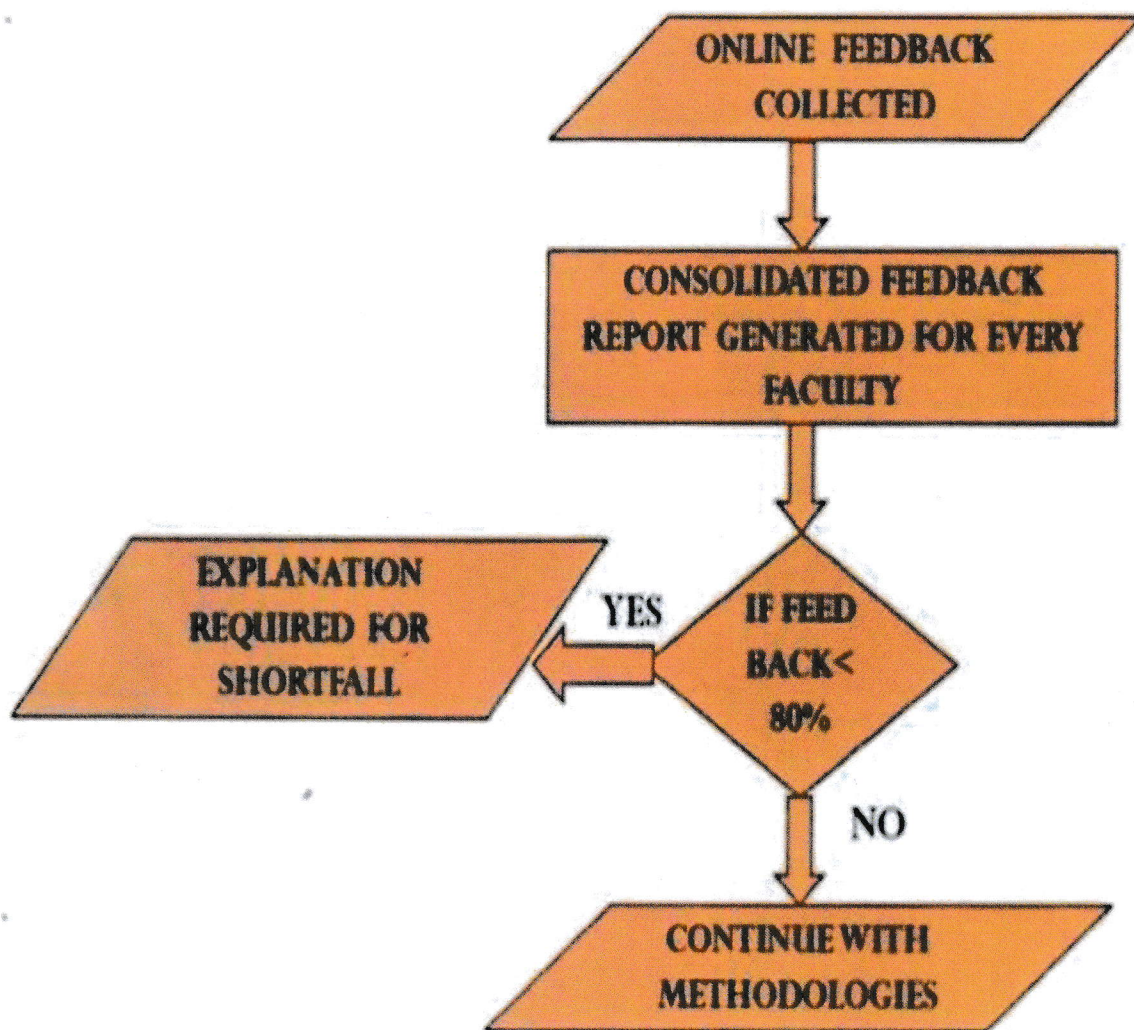 ONLINE FEEDBACK
COLLECTED
CONSOLIDATED FEEDBACK
REPORT GENERATED FOR EVERY
FACULTY
IF FEED
BACK<
80%
YES
EXPLANATION
REQUIRED FOR
SHORTFALL
NO
CONTINUE WITH
METHODOLOGIES